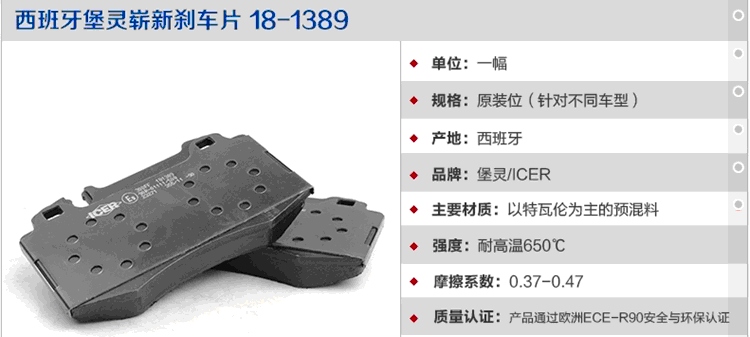 西班牙堡灵崭新刹车片 18-1389
单位：一幅
规格：原装位（针对不同车型）
产地：西班牙
品牌：堡灵/ICER
主要材质：以特瓦伦为主的预混料
强度：耐高温650℃
摩擦系数：0.37-0.47
质量认证：产品通过欧洲ECE-R90安全与环保认证
ICER